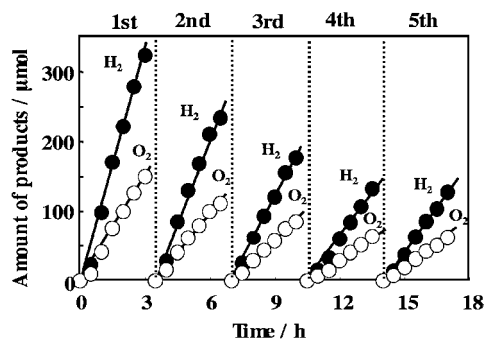 1st 2nd 3rd 4th 5th
Amount of products / μmol
300
200
100
0
H2
O2
H2
O2
H2
O2
H2
O2
H2
O2
0 3 6 9 12 15 18
Time / h